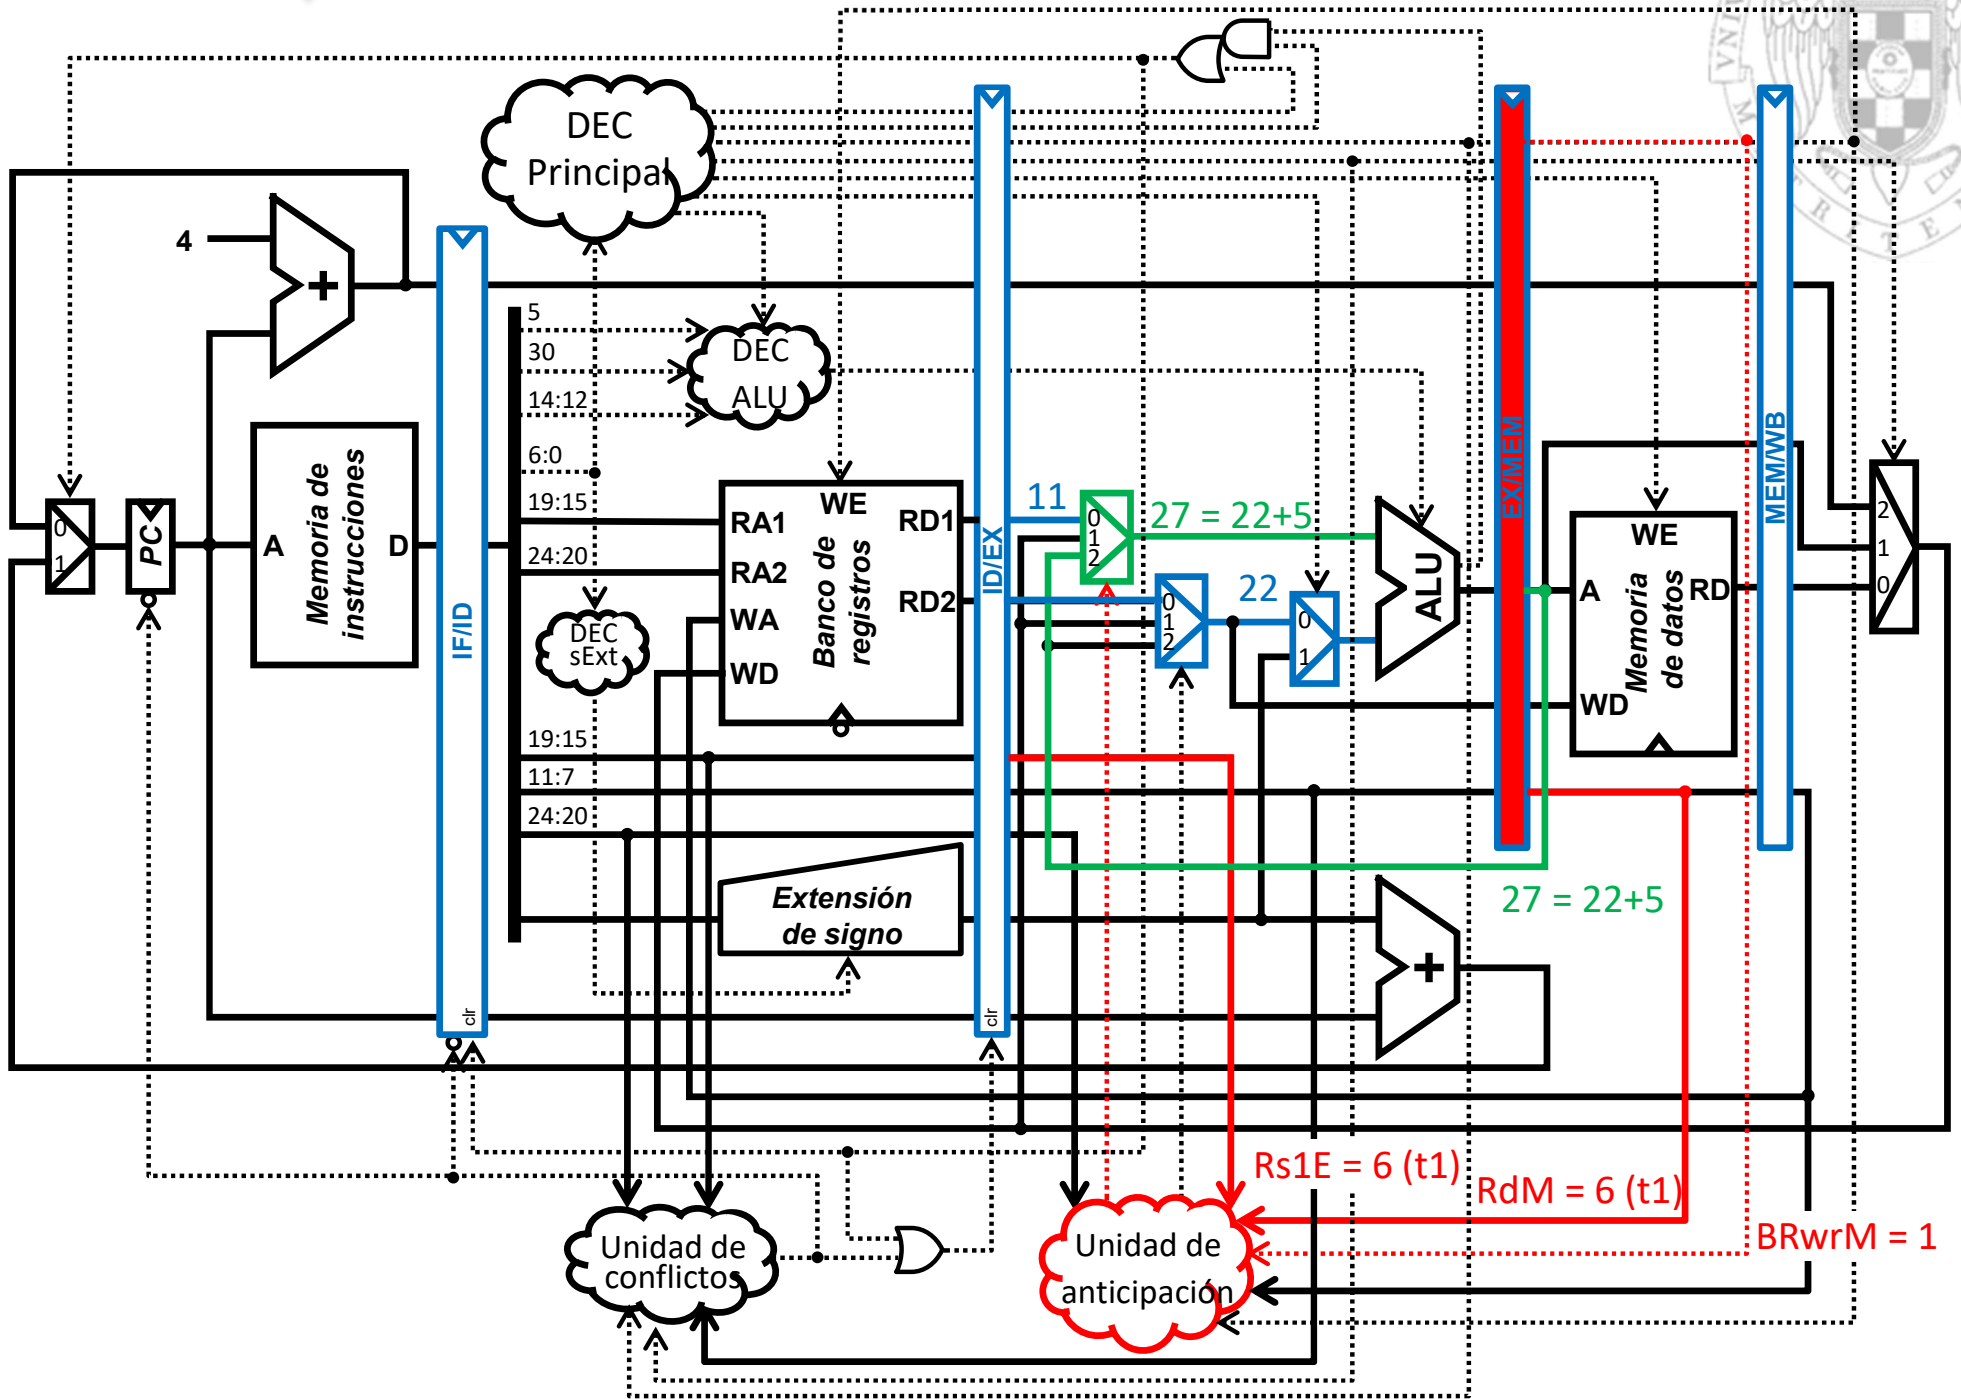 DEC
Principal
4
+
5
30
14:12
6:0
19:15
24:20
DEC
ALU
DEC
sExt
0
1
PC
A
Memoria de
instrucciones
D
IF/ID
clr
WE
RA1
RA2
WA
WD
Banco de
registros
RD1
RD2
19:15
11:7
24:20
Extensión
de signo
ID/EX
clr
11
0
1
2
27 = 22+5
0
1
2
22
0
1
ALU
EX/MEM
27 = 22+5
+
WE
A
RD
Memoria
de datos
WD
MEM/WB
2
1
0
Unidad de
conflictos
Unidad de
anticipación
Rs1E = 6 (t1)
RdM = 6 (t1)
BRwrM = 1